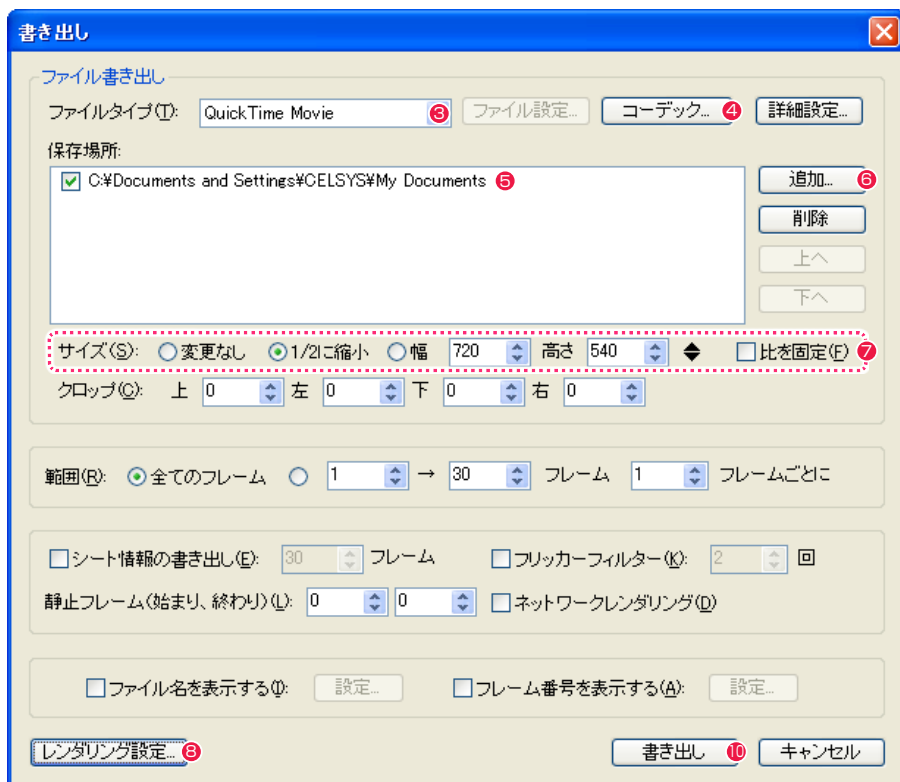 書き出し
ファイル書き出し
ファイルタイプ(T): QuickTime Movie ❸ ファイル設定... コーデック... ❹ 詳細設定...
保存場所:
C:¥Documents and Settings¥CELSYS¥My Documents ❺ 追加... ❻
削除
上へ
下へ
サイズ(S): 変更なし 1/2に縮小 幅 720 高さ 540 比を固定(F) ❼
クロップ(C): 上 0 左 0 下 0 右 0
範囲(R): 全てのフレーム 1 → 30 フレーム 1 フレームごとに
シート情報の書き出し(E): 30 フレーム フリッカーフィルター(K): 2 回
静止フレーム(始まり、終わり)(L): 0 0 ネットワークレンダリング(D)
ファイル名を表示する(I): 設定... フレーム番号を表示する(A): 設定...
レンダリング設定... ❽ 書き出し ❿ キャンセル